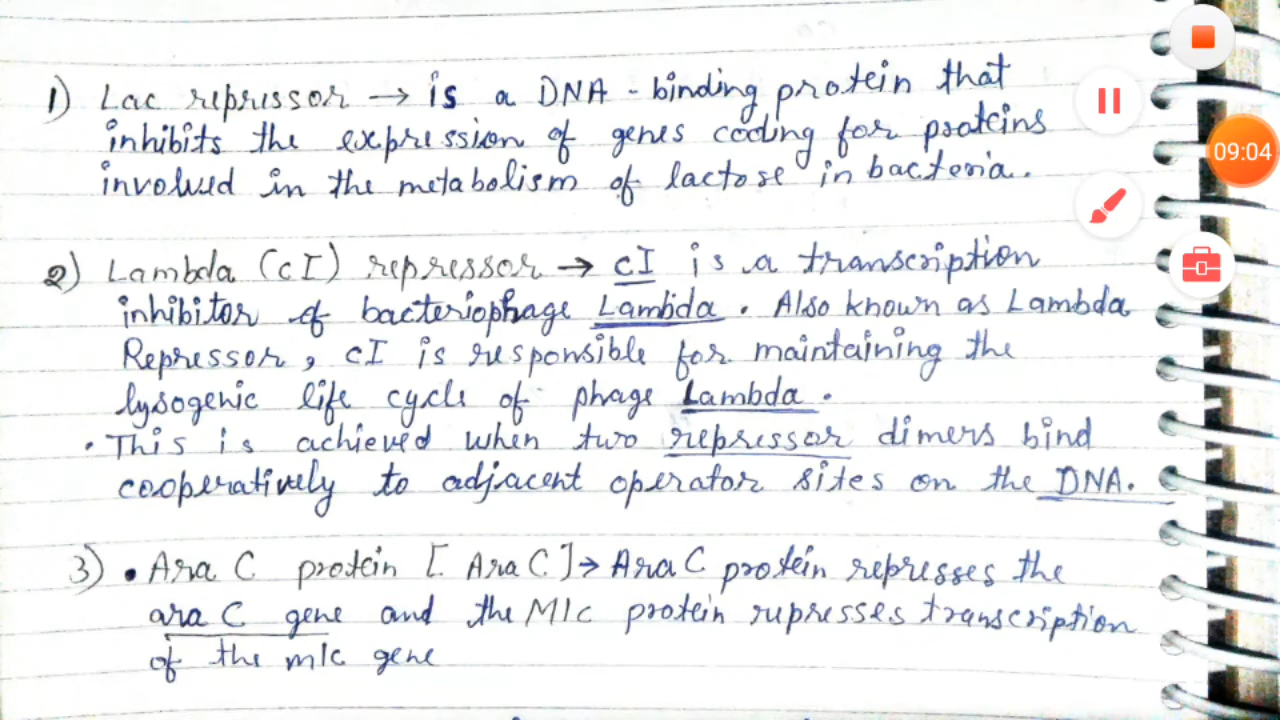 1) Lac repressor → is a DNA - binding protein that
inhibits the expression of genes coding for proteins
involved in the metabolism of lactose in bacteria.
2) Lambda (cI) repressor → cI is a transcription
inhibitor of bacteriophage Lambda. Also known as Lambda
Repressor, cI is responsible for maintaining the
lysogenic life cycle of phage Lambda.
• This is achieved when two repressor dimers bind
cooperatively to adjacent operator sites on the DNA.
3) • Ara C protein [Ara C] → Ara C protein represses the
ara C gene and the Mlc protein represses transcription
of the mlc gene
09:04